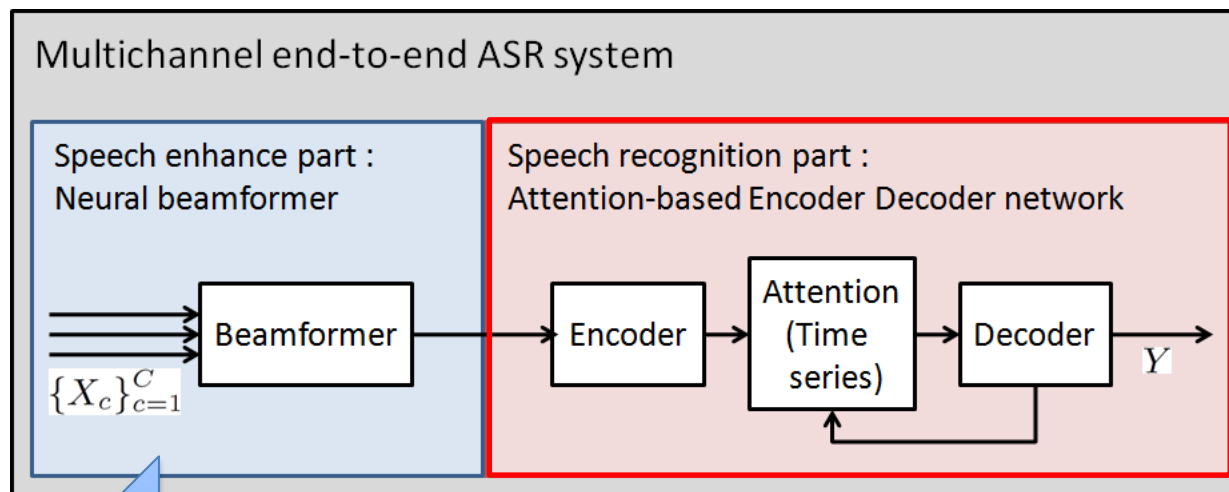 Multichannel end-to-end ASR system
Speech enhance part :
Neural beamformer
Speech recognition part :
Attention-based Encoder Decoder network
Beamformer
Encoder
Attention
(Time
series)
Decoder
$\{X_c\}_{c=1}^{C}$
$Y$